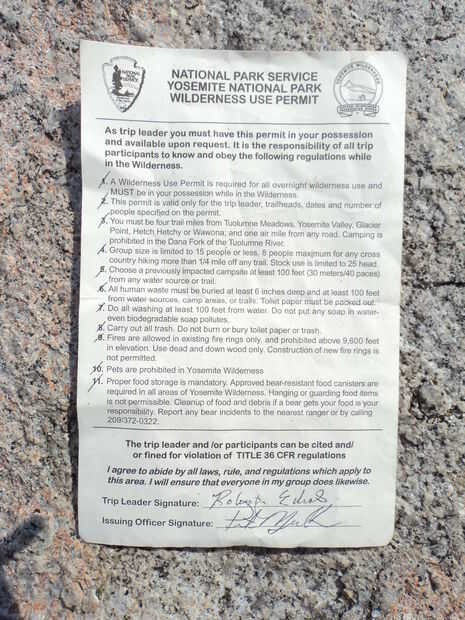 NATIONAL PARK SERVICE
YOSEMITE NATIONAL PARK
WILDERNESS USE PERMIT
As trip leader you must have this permit in your possession
and available upon request. It is the responsibility of all trip
participants to know and obey the following regulations while
in the Wilderness.
1. A Wilderness Use Permit is required for all overnight wilderness use and
MUST be in your possession while in the Wilderness.
2. This permit is valid only for the trip leader, trailheads, dates and number of
people specified on the permit.
3. You must be four trail miles from Tuolumne Meadows, Yosemite Valley, Glacier
Point, Hetch Hetchy or Wawona; and one air mile from any road. Camping is
prohibited in the Dana Fork of the Tuolumne River.
4. Group size is limited to 15 people or less, 8 people maximum for any cross
country hiking more than 1/4 mile off any trail. Stock use is limited to 25 head.
5. Choose a previously impacted campsite at least 100 feet (30 meters/40 paces)
from any water source or trail.
6. All human waste must be buried at least 6 inches deep and at least 100 feet
from water sources, camp areas, or trails. Toilet paper must be packed out.
7. Do all washing at least 100 feet from water. Do not put any soap in water-
even biodegradable soap pollutes.
8. Carry out all trash. Do not burn or bury toilet paper or trash.
9. Fires are allowed in existing fire rings only, and prohibited above 9,600 feet
in elevation. Use dead and down wood only. Construction of new fire rings is
not permitted.
10. Pets are prohibited in Yosemite Wilderness
11. Proper food storage is mandatory. Approved bear-resistant food canisters are
required in all areas of Yosemite Wilderness. Hanging or guarding food items
is not permissible. Cleanup of food and debris if a bear gets your food is your
responsibility. Report any bear incidents to the nearest ranger or by calling
209/372-0322.
The trip leader and /or participants can be cited and/
or fined for violation of TITLE 36 CFR regulations
I agree to abide by all laws, rule, and regulations which apply to
this area. I will ensure that everyone in my group does likewise.
Trip Leader Signature:
Issuing Officer Signature: